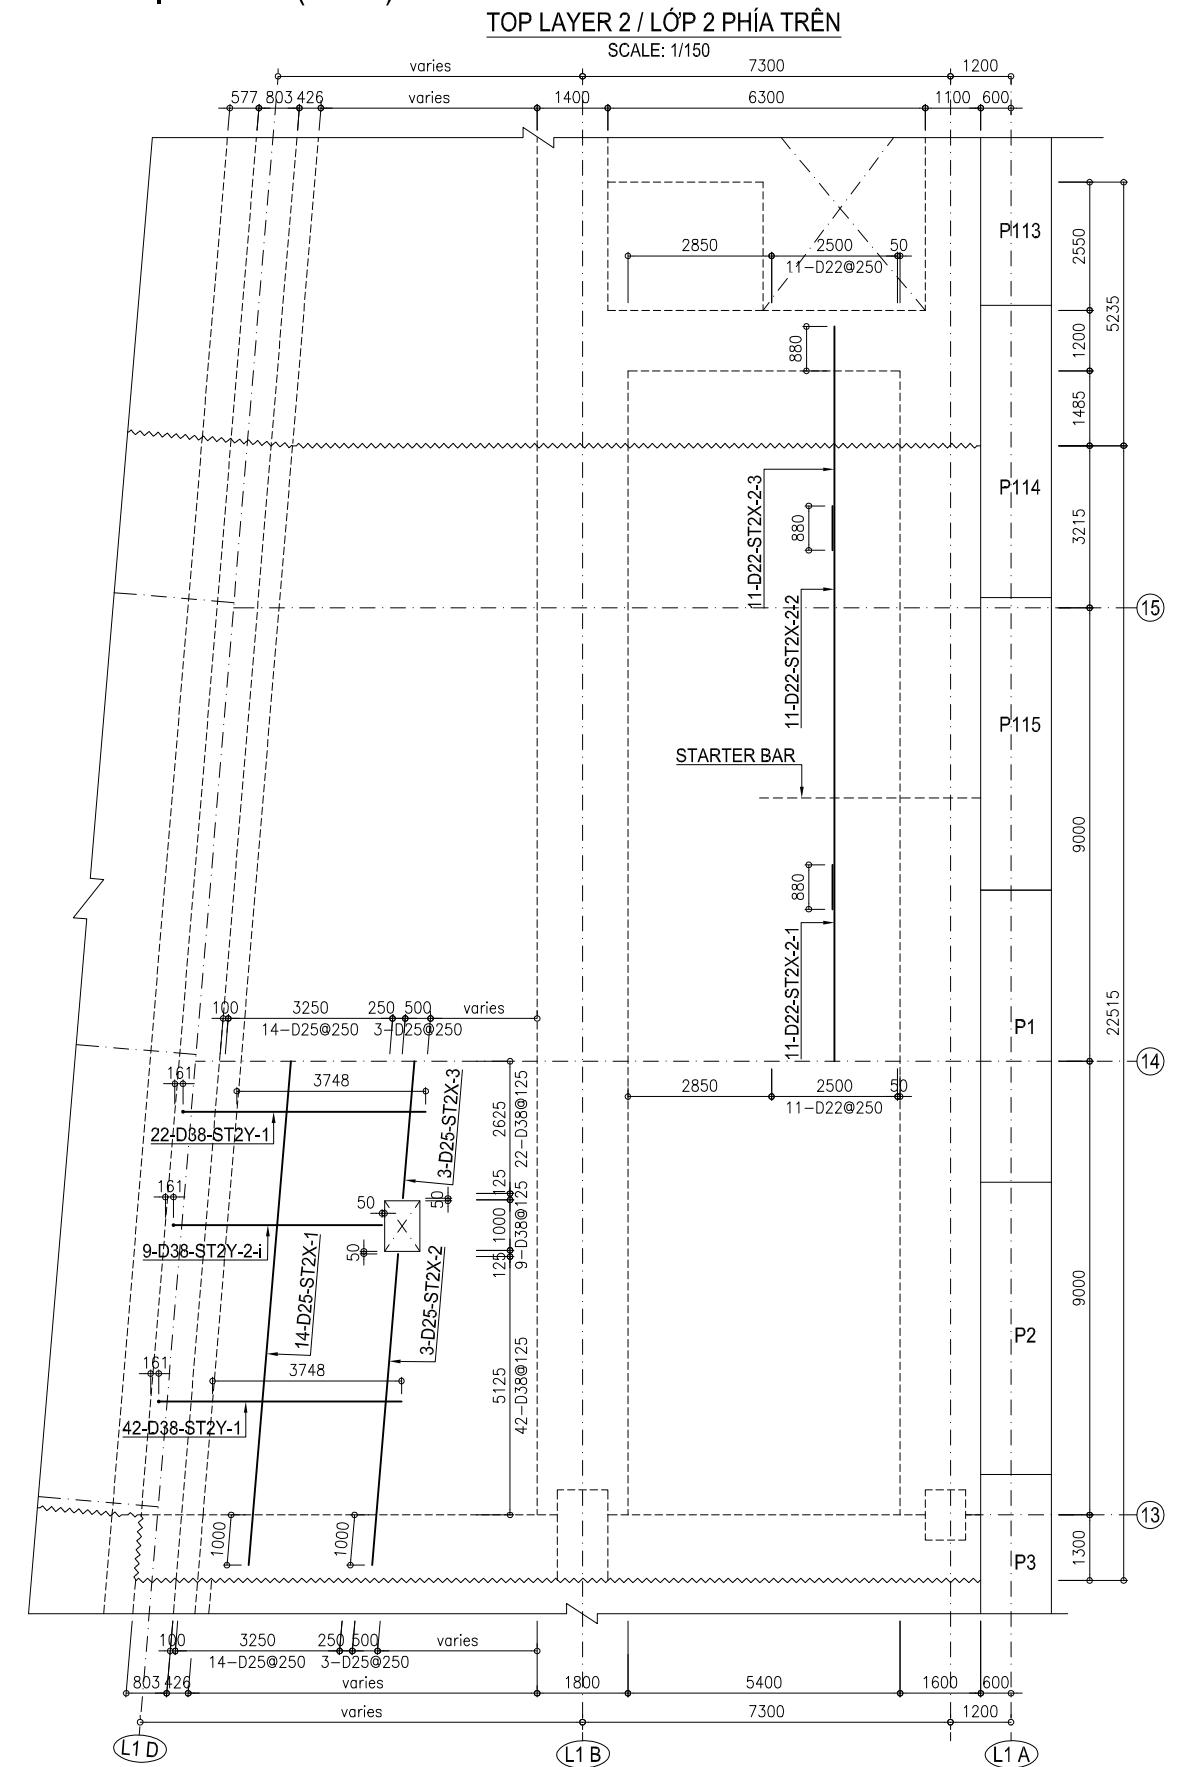 TOP LAYER 2 / LỚP 2 PHÍA TRÊN
SCALE: 1/150
varies 7300 1200
577 803 426 varies 1400 6300 1100 600
P113
2850 2500 50
11-D22@250
2550
5235
880
1200
1485
P114
11-D22-ST2X-2-3
880
3215
11-D22-ST2X-2-2
15
P115
STARTER BAR
9000
880
11-D22-ST2X-2-1
22515
100 3250 250 500 varies
14-D25@250 3-D25@250
P1
14
161 3748
22-D38-ST2Y-1
3-D25-ST2X-3
2625
22-D38@125
2850 2500 50
11-D22@250
161
50
50
125
9-D38-ST2Y-2-i
X
1000
9-D38@125
50
125
14-D25-ST2X-1
3-D25-ST2X-2
9000
P2
161 3748
42-D38-ST2Y-1
5125
42-D38@125
13
1000
1000
P3
1300
100 3250 250 500 varies
14-D25@250 3-D25@250
803 426 varies 1800 5400 1600 600
varies 7300 1200
L1 D L1 B L1 A